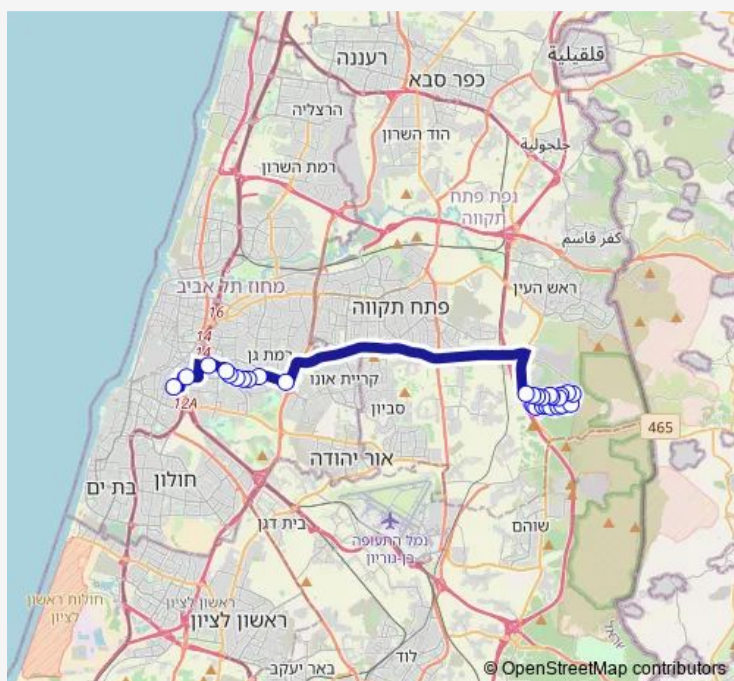 קלקיליה
רעננה
כפר סבא
הרצליה
הוד השרון
ג'לג'וליה
רמת השרון
נפת פתח
תקווה
כפר קאסם
מחוז תל אביב
ראש העין
16
פתח תקווה
14
14
רמת גן
קריית אונו
12A
סביון
465
אור יהודה
חולון
בת ים
בית דגן
נמל התעופה
בן-גוריון
שוהם
חולות ראשון
לציון
ראשון לציון
ראשון לציון
לוד
באר יעקב
© OpenStreetMap contributors